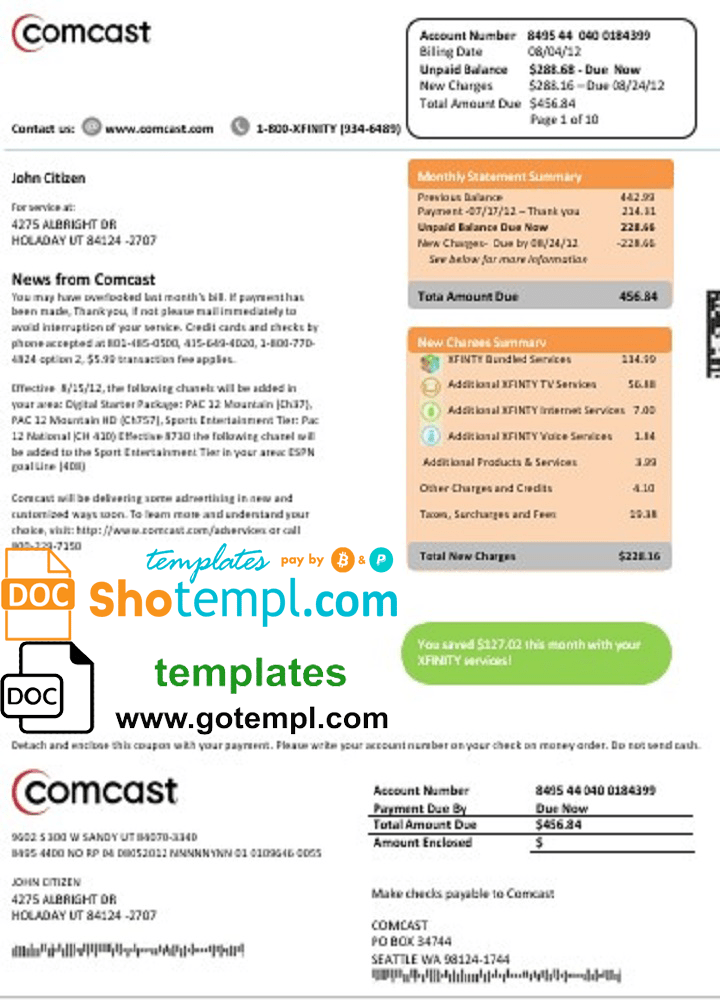 comcast
Account Number 8495 44 040 0184399
Billing Date 08/04/12
Unpaid Balance $288.68 - Due Now
New Charges $288.16 – Due 08/24/12
Total Amount Due $456.84
Page 1 of 10
Contact us: @ www.comcast.com 1-800-XFINITY (934-6489)
John Citizen
For service at:
4275 ALBRIGHT DR
HOLADAY UT 84124 -2707
News from Comcast
You may have overlooked last month's bill. If payment has
been made, Thank you, if not please mail immediately to
avoid interruption of your service. Credit cards and checks by
phone accepted at 801-485-0500, 435-649-4020, 1-800-770-
4824 option 2, $5.99 transaction fee applies.
Effective 8/15/12, the following chanels will be added in
your area: Digital Starter Package: PAC 12 Mountain (Ch37),
PAC 12 Mountain HD (Ch757), Sports Entertainment Tier: Pac
12 National (CH 410) Effective 8730 the following chanel will
be added to the Sport Entertainment Tier in your area: ESPN
goal Line (408)
Comcast will be delivering some adrrertising in new and
customized ways soon. To learn more and understand your
choice, visit: http://www.comcast.com/adservices or call
800-329-7350
Monthly Statement Summary
Previous Balance 442.99
Payment -07/17/12 – Thank you 214.31
Unpaid Balance Due Now 228.66
New Charges- Due by 08/24/12 -228.66
See below for more information
Tota Amount Due 456.84
New Charges Summary
XFINITY Bundled Services 134.99
Additional XFINITY TV Services 56.88
Additional XFINITY Internet Services 7.00
Additional XFINITY Voice Services 1.84
Additional Products & Services 3.99
Other Charges and Credits 4.10
Taxes, Surcharges and Fees 19.38
Total New Charges $228.16
You saved $127.02 this month with your
XFINITY services!
templates pay by B & P
DOC Shotempl.com
DOC templates
www.gotempl.com
Detach and enclose this coupon with your payment. Please write your account number on your check on money order. Do not send cash.
comcast
Account Number 8495 44 040 0184399
Payment Due By Due Now
Total Amount Due $456.84
Amount Enclosed $
9602 S 300 W SANDY UT 84070-3340
8495 4400 NO RP 04 08052012 NNNNNYNN 01 0109646 0055
JOHN CITIZEN
4275 ALBRIGHT DR
HOLADAY UT 84124 -2707
Make checks payable to Comcast
COMCAST
PO BOX 34744
SEATTLE WA 98124-1744